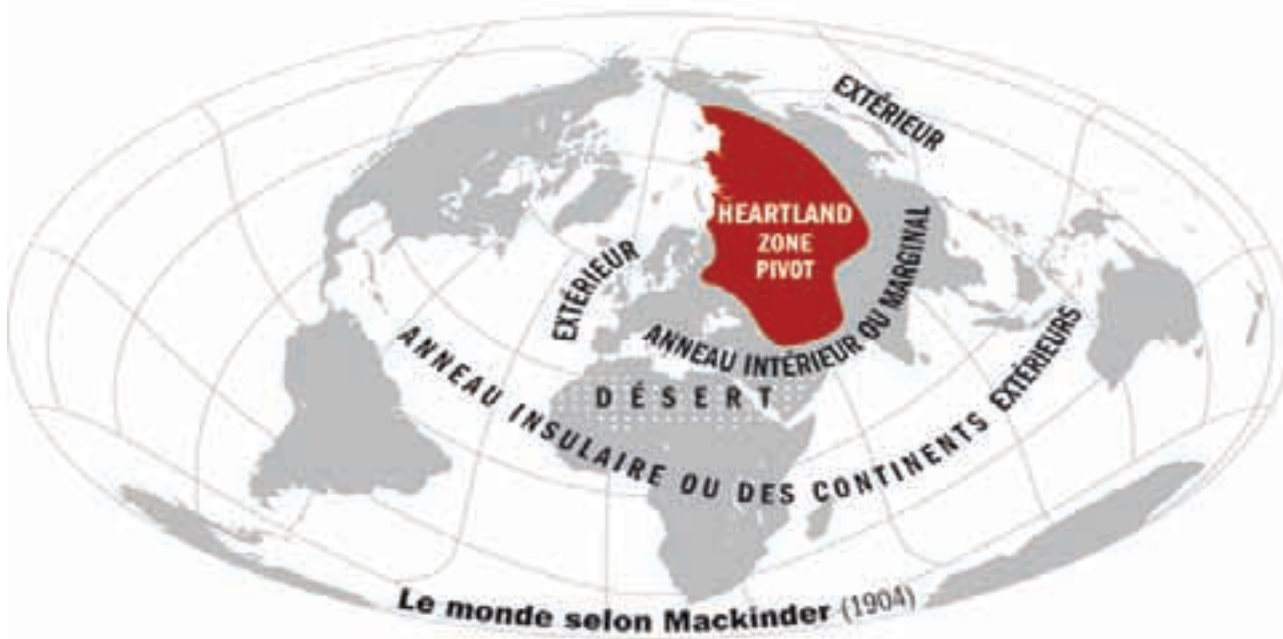 EXTÉRIEUR
HEARTLAND
ZONE
PIVOT
EXTÉRIEUR
ANNEAU INTÉRIEUR OU MARGINAL
DÉSERT
ANNEAU INSULAIRE OU DES CONTINENTS EXTÉRIEURS
Le monde selon Mackinder (1904)